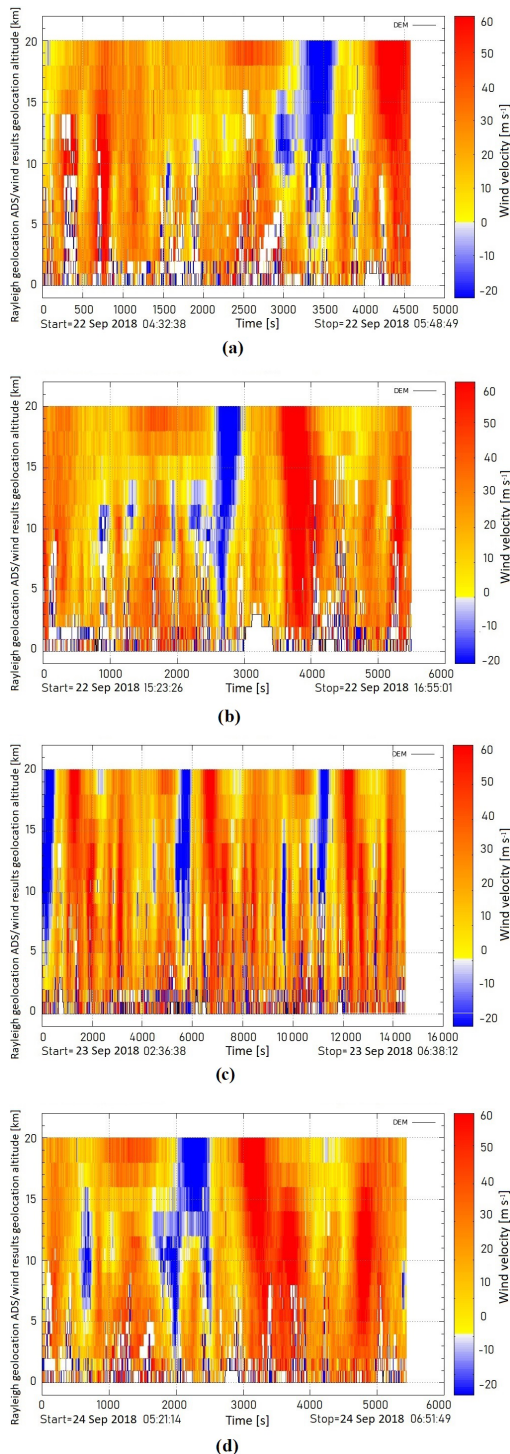 Rayleigh geolocation ADS/wind results geolocation altitude [km]
20
15
10
5
0
DEM
0 500 1000 1500 2000 2500 3000 3500 4000 4500 5000
Start=22 Sep 2018 04:32:38 Time [s] Stop=22 Sep 2018 05:48:49
60
50
40
30
20
10
0
-10
-20
Wind velocity [m s⁻¹]
(a)
Rayleigh geolocation ADS/wind results geolocation altitude [km]
20
15
10
5
0
DEM
0 1000 2000 3000 4000 5000 6000
Start= 22 Sep 2018 15:23:26 Time [s] Stop=22 Sep 2018 16:55:01
60
50
40
30
20
10
0
-10
-20
Wind velocity [m s⁻¹]
(b)
Rayleigh geolocation ADS/wind results geolocation altitude [km]
20
15
10
5
0
DEM
0 2000 4000 6000 8000 10000 12000 14000 16000
Start= 23 Sep 2018 02:36:38 Time [s] Stop= 23 Sep 2018 06:38:12
60
50
40
30
20
10
0
-10
-20
Wind velocity [m s⁻¹]
(c)
Rayleigh geolocation ADS/wind results geolocation altitude [km]
20
15
10
5
0
DEM
0 1000 2000 3000 4000 5000 6000
Start=24 Sep 2018 05:21:14 Time [s] Stop=24 Sep 2018 06:51:49
60
50
40
30
20
10
0
-10
-20
Wind velocity [m s⁻¹]
(d)